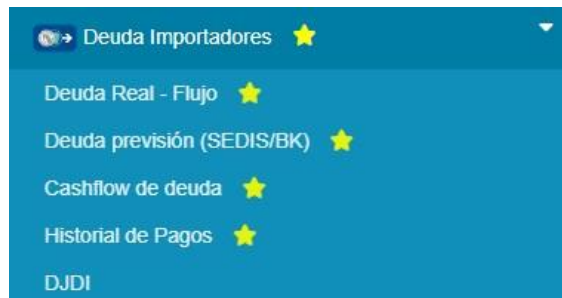 Deuda Importadores
Deuda Real - Flujo
Deuda previsión (SEDIS/BK)
Cashflow de deuda
Historial de Pagos
DJDI